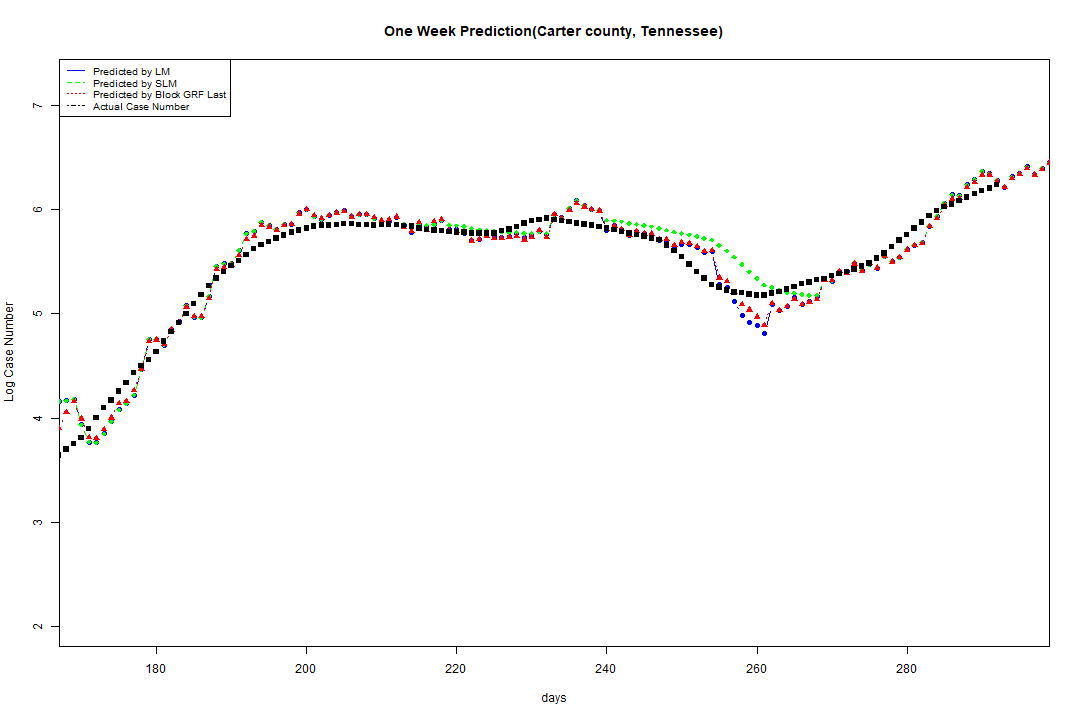 One Week Prediction(Carter county, Tennessee)
Predicted by LM
Predicted by SLM
Predicted by Block GRF Last
Actual Case Number
7
6
5
4
3
2
Log Case Number
180 200 220 240 260 280
days